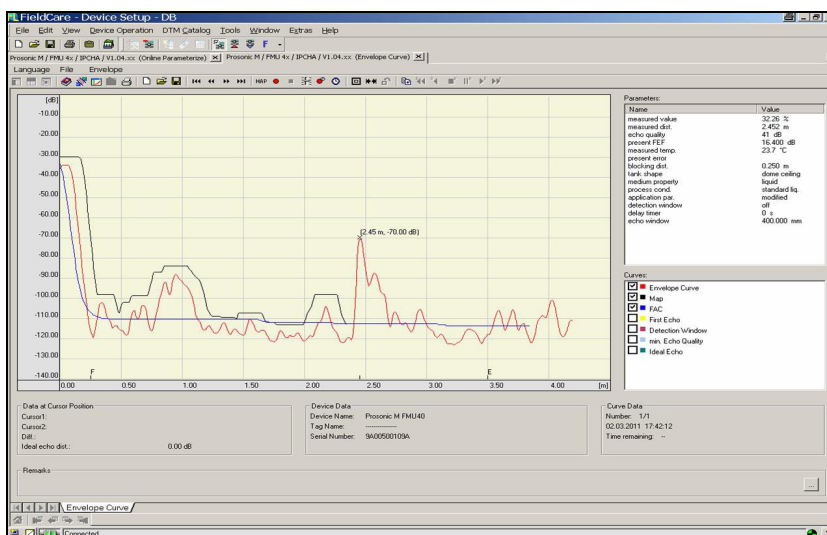 FieldCare - Device Setup - DB
File Edit View Device Operation DTM Catalog Tools Window Extras Help
Prosonic M / FMU 4x / IPCHA / V1.04.xx (Online Parameterize) Prosonic M / FMU 4x / IPCHA / V1.04.xx (Envelope Curve)
Language File Envelope
MAP
[dB]
-10.00
-20.00
-30.00
-40.00
-50.00
-60.00
-70.00
-80.00
-90.00
-100.00
-110.00
-120.00
-130.00
-140.00
(2.45 m, -70.00 dB)
F E
0.00 0.50 1.00 1.50 2.00 2.50 3.00 3.50 4.00 [m]
Parameters:
Name Value
measured value 32.26 %
measured dist. 2.452 m
echo quality 41 dB
present FEF 16.400 dB
measured temp. 23.7 °C
present error
blocking dist. 0.250 m
tank shape dome ceiling
medium property liquid
process cond. standard liq.
application par. modified
detection window off
delay timer 0 s
echo window 400.000 mm
Curves:
Envelope Curve
Map
FAC
First Echo
Detection Window
min. Echo Quality
Ideal Echo
Data at Cursor Position
Cursor1:
Cursor2:
Diff.:
Ideal echo dist.: 0.00 dB
Device Data
Device Name: Prosonic M FMU40
Tag Name: --------------
Serial Number: 9A00500109A
Curve Data
Number: 1/1
02.03.2011 17:42:12
Time remaining: --
Remarks
...
Envelope Curve
Connected